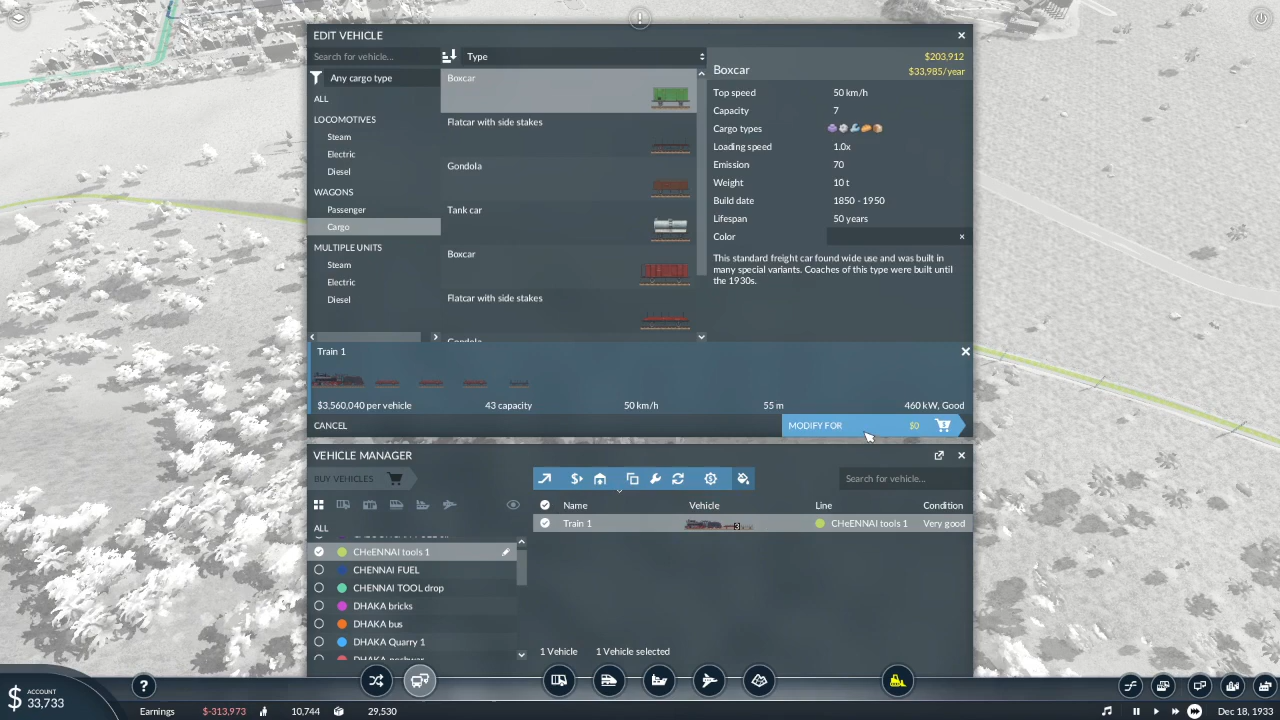 EDIT VEHICLE
Search for vehicle...
Type
$203,912
Boxcar
$33,985/year
Any cargo type
ALL
LOCOMOTIVES
Steam
Electric
Diesel
WAGONS
Passenger
Cargo
MULTIPLE UNITS
Steam
Electric
Diesel
Boxcar
Flatcar with side stakes
Gondola
Tank car
Boxcar
Flatcar with side stakes
Gondola
Top speed 50 km/h
Capacity 7
Cargo types
Loading speed 1.0x
Emission 70
Weight 10 t
Build date 1850 - 1950
Lifespan 50 years
Color
This standard freight car found wide use and was built in
many special variants. Coaches of this type were built until
the 1930s.
Train 1
$3,560,040 per vehicle 43 capacity 50 km/h 55 m 460 kW, Good
CANCEL
MODIFY FOR $0
VEHICLE MANAGER
BUY VEHICLES
Search for vehicle...
Name Vehicle Line Condition
Train 1 3 CHeENNAI tools 1 Very good
ALL
CHeENNAI tools 1
CHENNAI FUEL
CHENNAI TOOL drop
DHAKA bricks
DHAKA bus
DHAKA Quarry 1
1 Vehicle 1 Vehicle selected
$ ACCOUNT
33,733
?
Earnings $-313,973 10,744 29,530 Dec 18, 1933